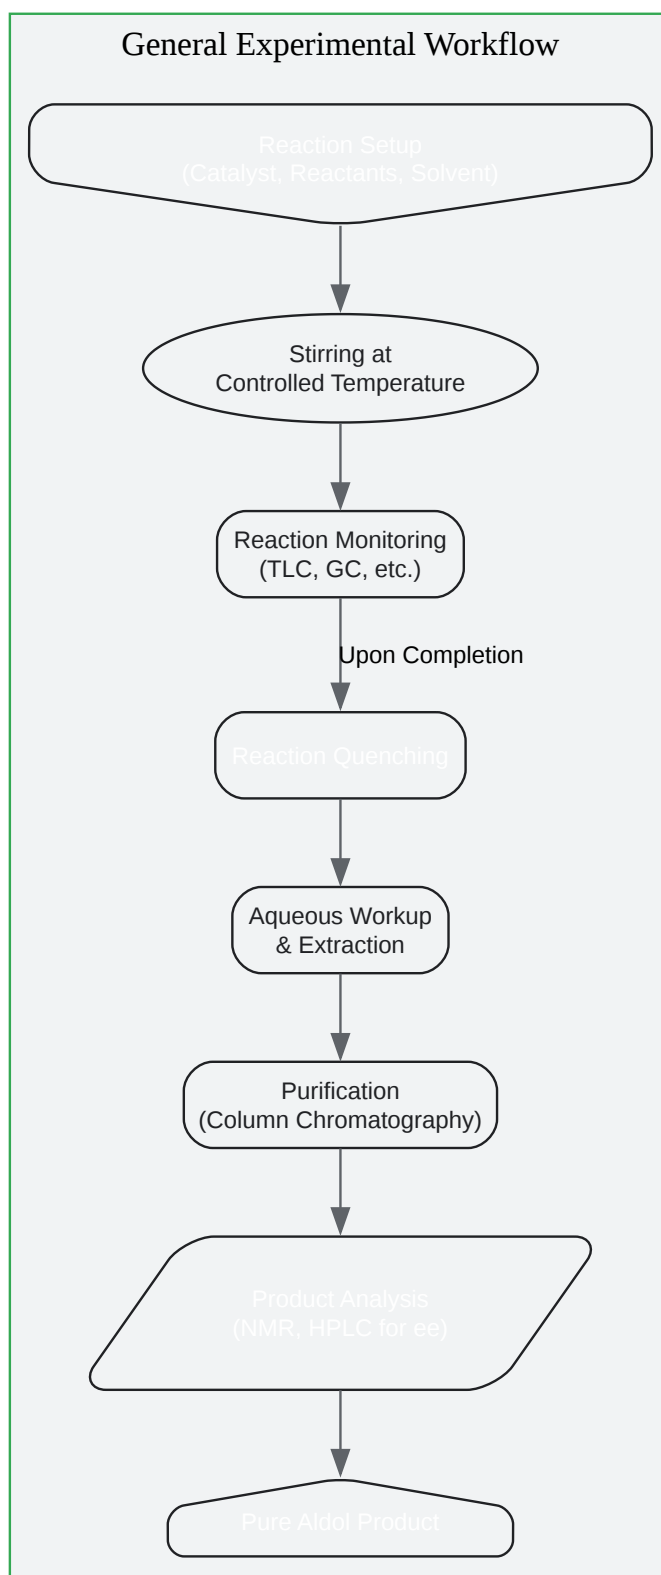 General Experimental Workflow
Reaction Setup
(Catalyst, Reactants, Solvent)
Stirring at
Controlled Temperature
Reaction Monitoring
(TLC, GC, etc.)
Upon Completion
Reaction Quenching
Aqueous Workup
& Extraction
Purification
(Column Chromatography)
Product Analysis
(NMR, HPLC for ee)
Pure Aldol Product